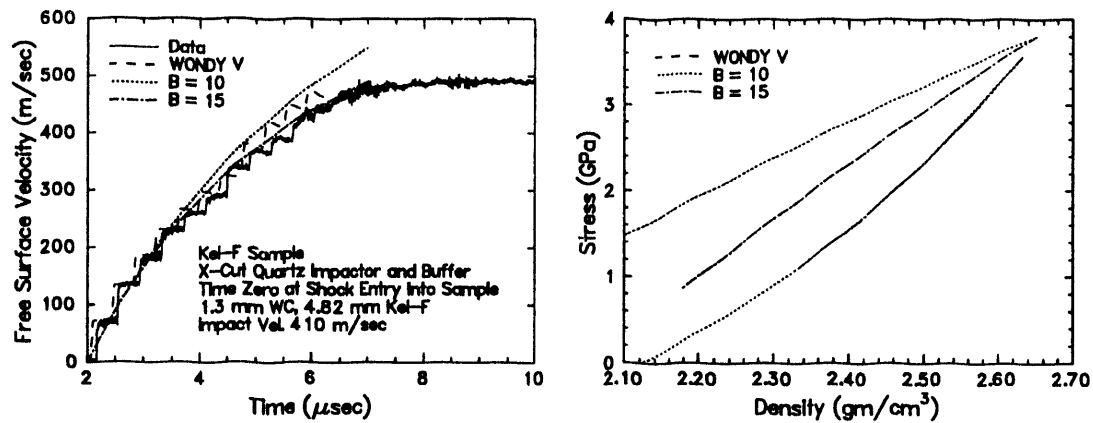 600
500
400
300
200
100
0
Free Surface Velocity (m/sec)
Data
WONDY V
B = 10
B = 15
Kel-F Sample
X-Cut Quartz Impactor and Buffer
Time Zero at Shock Entry Into Sample
1.3 mm WC, 4.82 mm Kel-F
Impact Vel. 410 m/sec
2 4 6 8 10
Time (μsec)
4
3
2
1
0
Stress (GPa)
WONDY V
B = 10
B = 15
2.10 2.20 2.30 2.40 2.50 2.60 2.70
Density (gm/cm³)